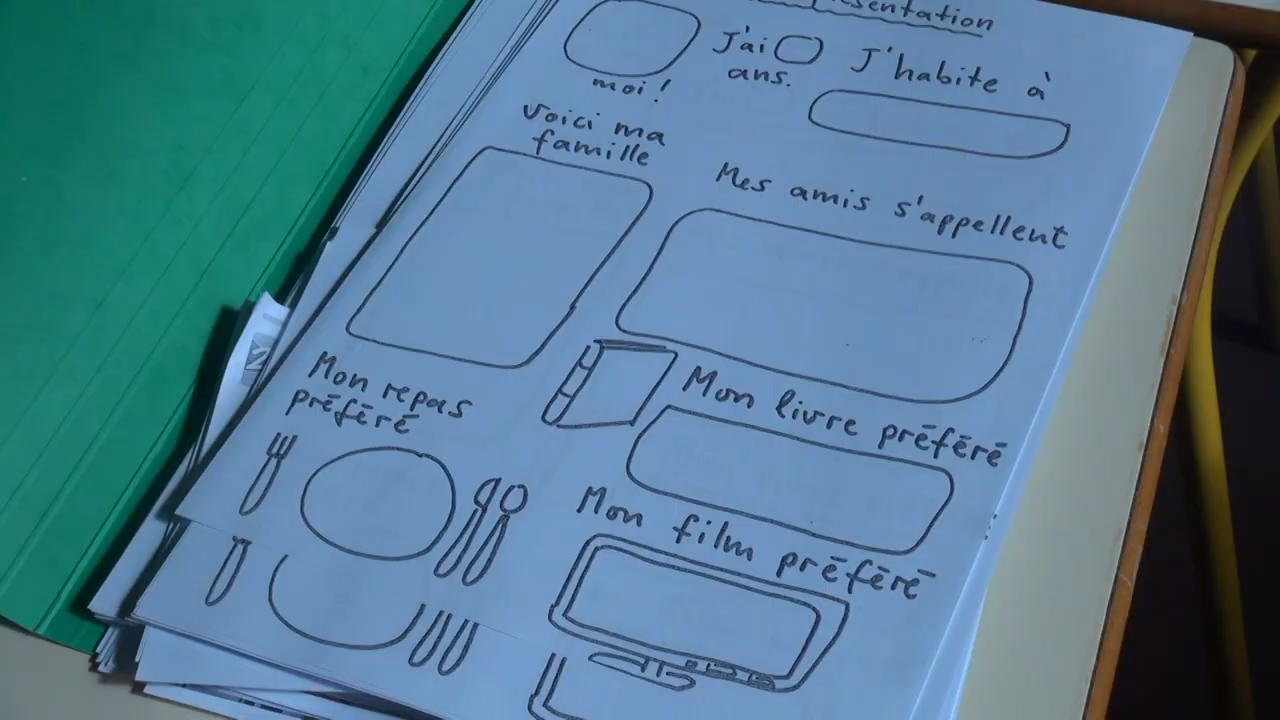 J'ai
ans.
J'habite à
moi!
Voici ma
famille
Mes amis s'appellent
Mon repas
préféré
Mon livre préféré
Mon film préféré